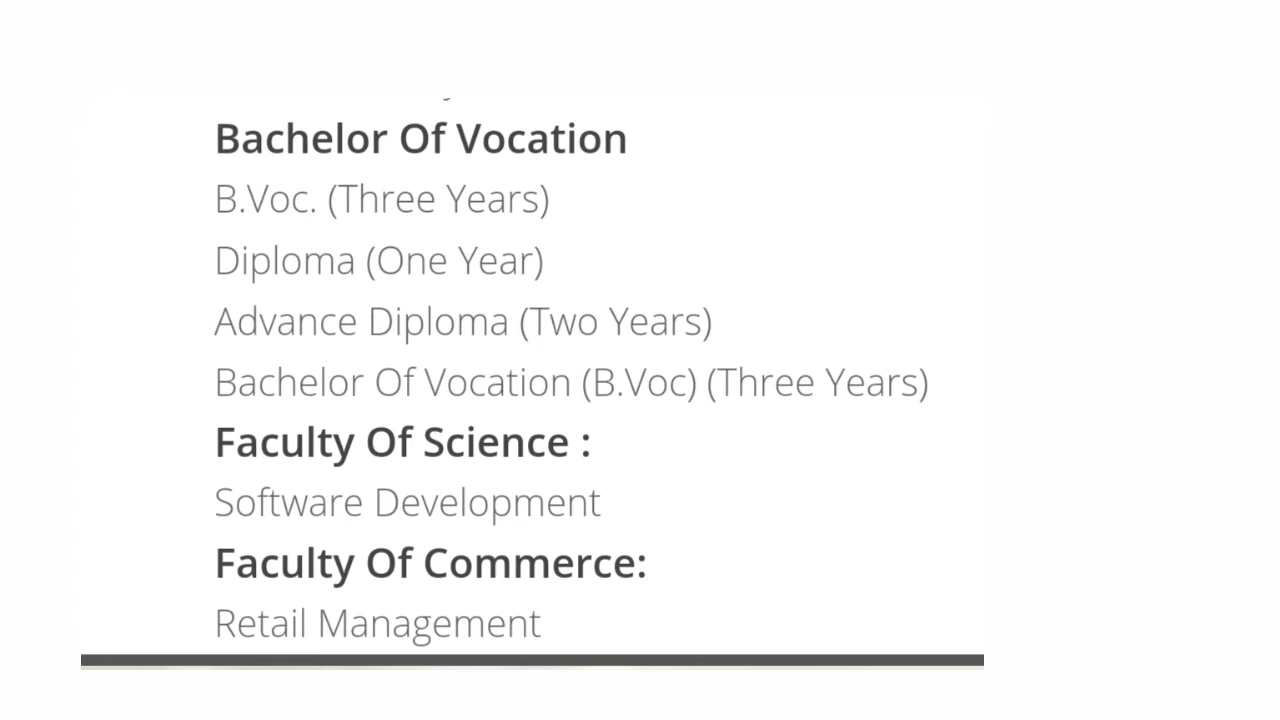 Bachelor Of Vocation
B.Voc. (Three Years)
Diploma (One Year)
Advance Diploma (Two Years)
Bachelor Of Vocation (B.Voc) (Three Years)
Faculty Of Science :
Software Development
Faculty Of Commerce:
Retail Management